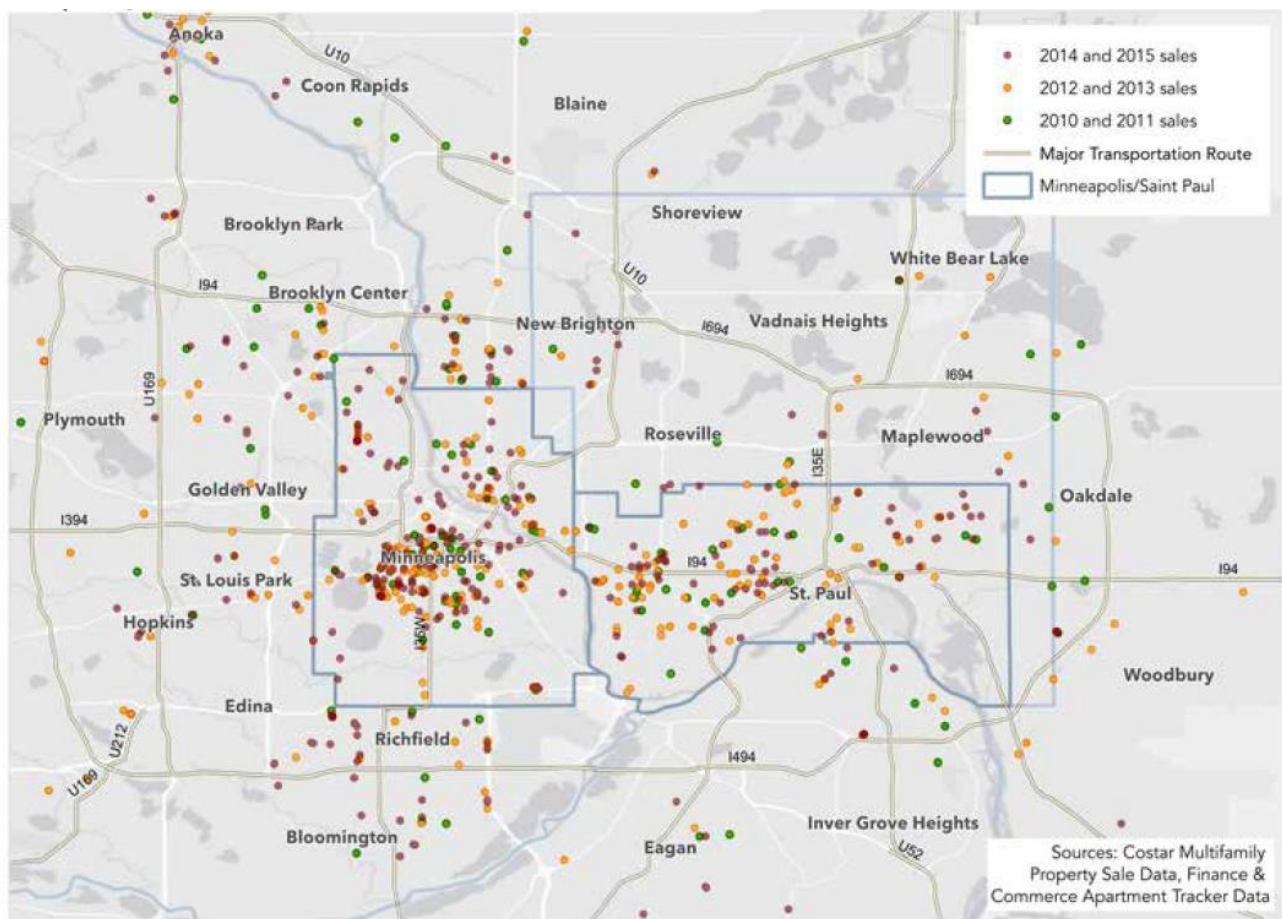 Anoka
U10
Coon Rapids
Blaine
2014 and 2015 sales
2012 and 2013 sales
2010 and 2011 sales
Major Transportation Route
Minneapolis/Saint Paul
Brooklyn Park
Shoreview
U10
White Bear Lake
I94
Brooklyn Center
New Brighton
I694
Vadnais Heights
U169
I694
Plymouth
Roseville
I35E
Maplewood
Golden Valley
Oakdale
I394
Minneapolis
I94
I94
St. Louis Park
St. Paul
Hopkins
I35W
Woodbury
Edina
U212
Richfield
I494
U169
Bloomington
Eagan
Inver Grove Heights
U52
Sources: Costar Multifamily
Property Sale Data, Finance &
Commerce Apartment Tracker Data